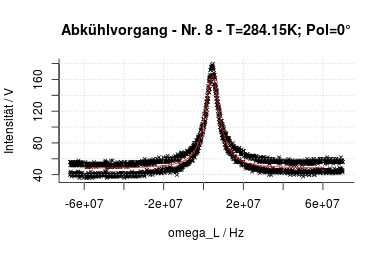 Abkühlvorgang - Nr. 8 - T=284.15K; Pol=0°
Intensität / V
160
120
80
40
-6e+07 -2e+07 2e+07 6e+07
omega_L / Hz